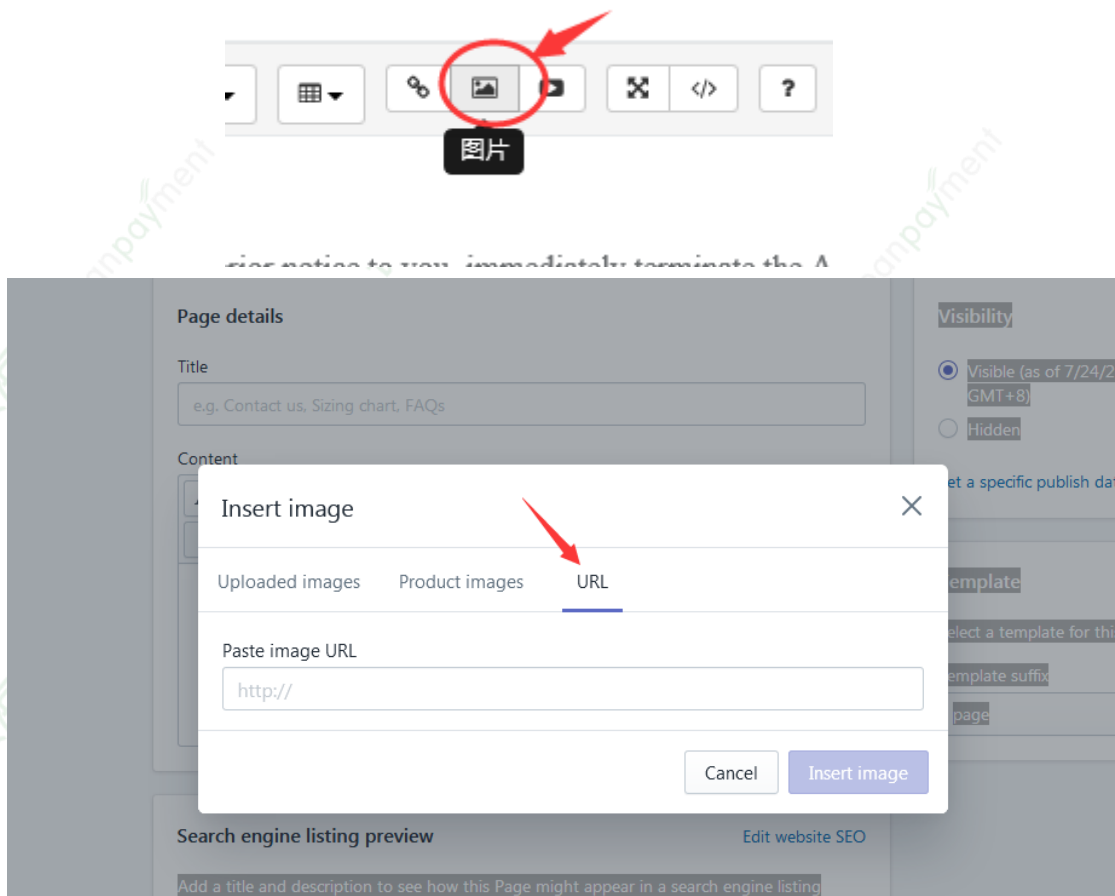 </>
?
图片
Page details
Visibility
Title
Visible (as of 7/24/2
GMT+8)
e.g. Contact us, Sizing chart, FAQs
Hidden
Content
et a specific publish dat
Insert image
Uploaded images
Product images
URL
emplate
elect a template for this
Paste image URL
emplate suffix
http://
page
Cancel
Insert image
Search engine listing preview
Edit website SEO
Add a title and description to see how this Page might appear in a search engine listing